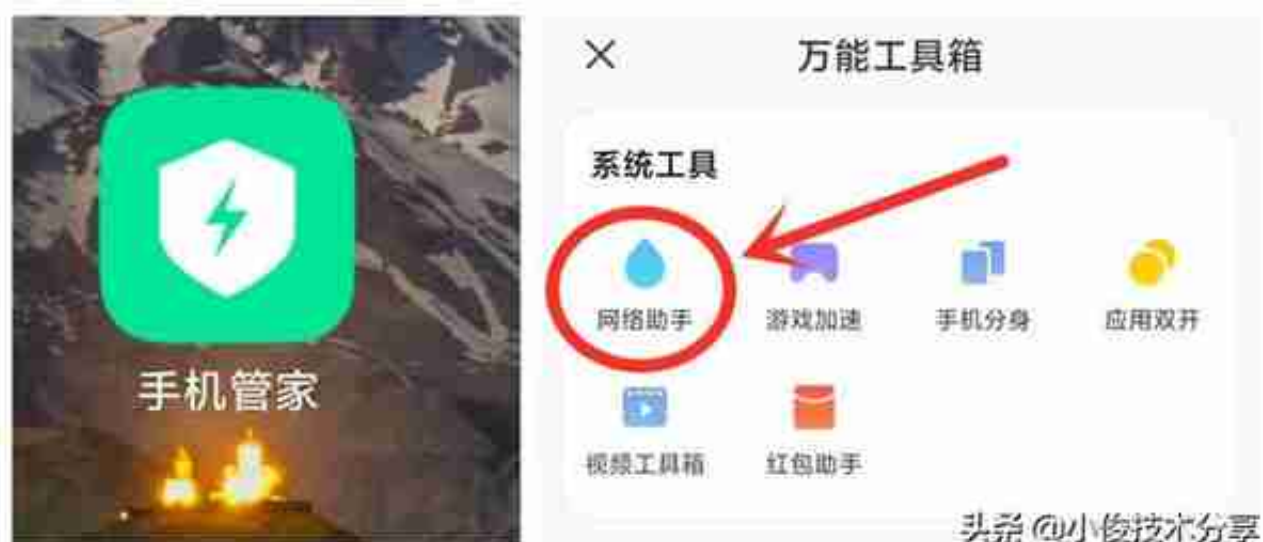 手机管家
万能工具箱
系统工具
网络助手 游戏加速 手机分身 应用双开
视频工具箱 红包助手
头条 @小俊技术分享